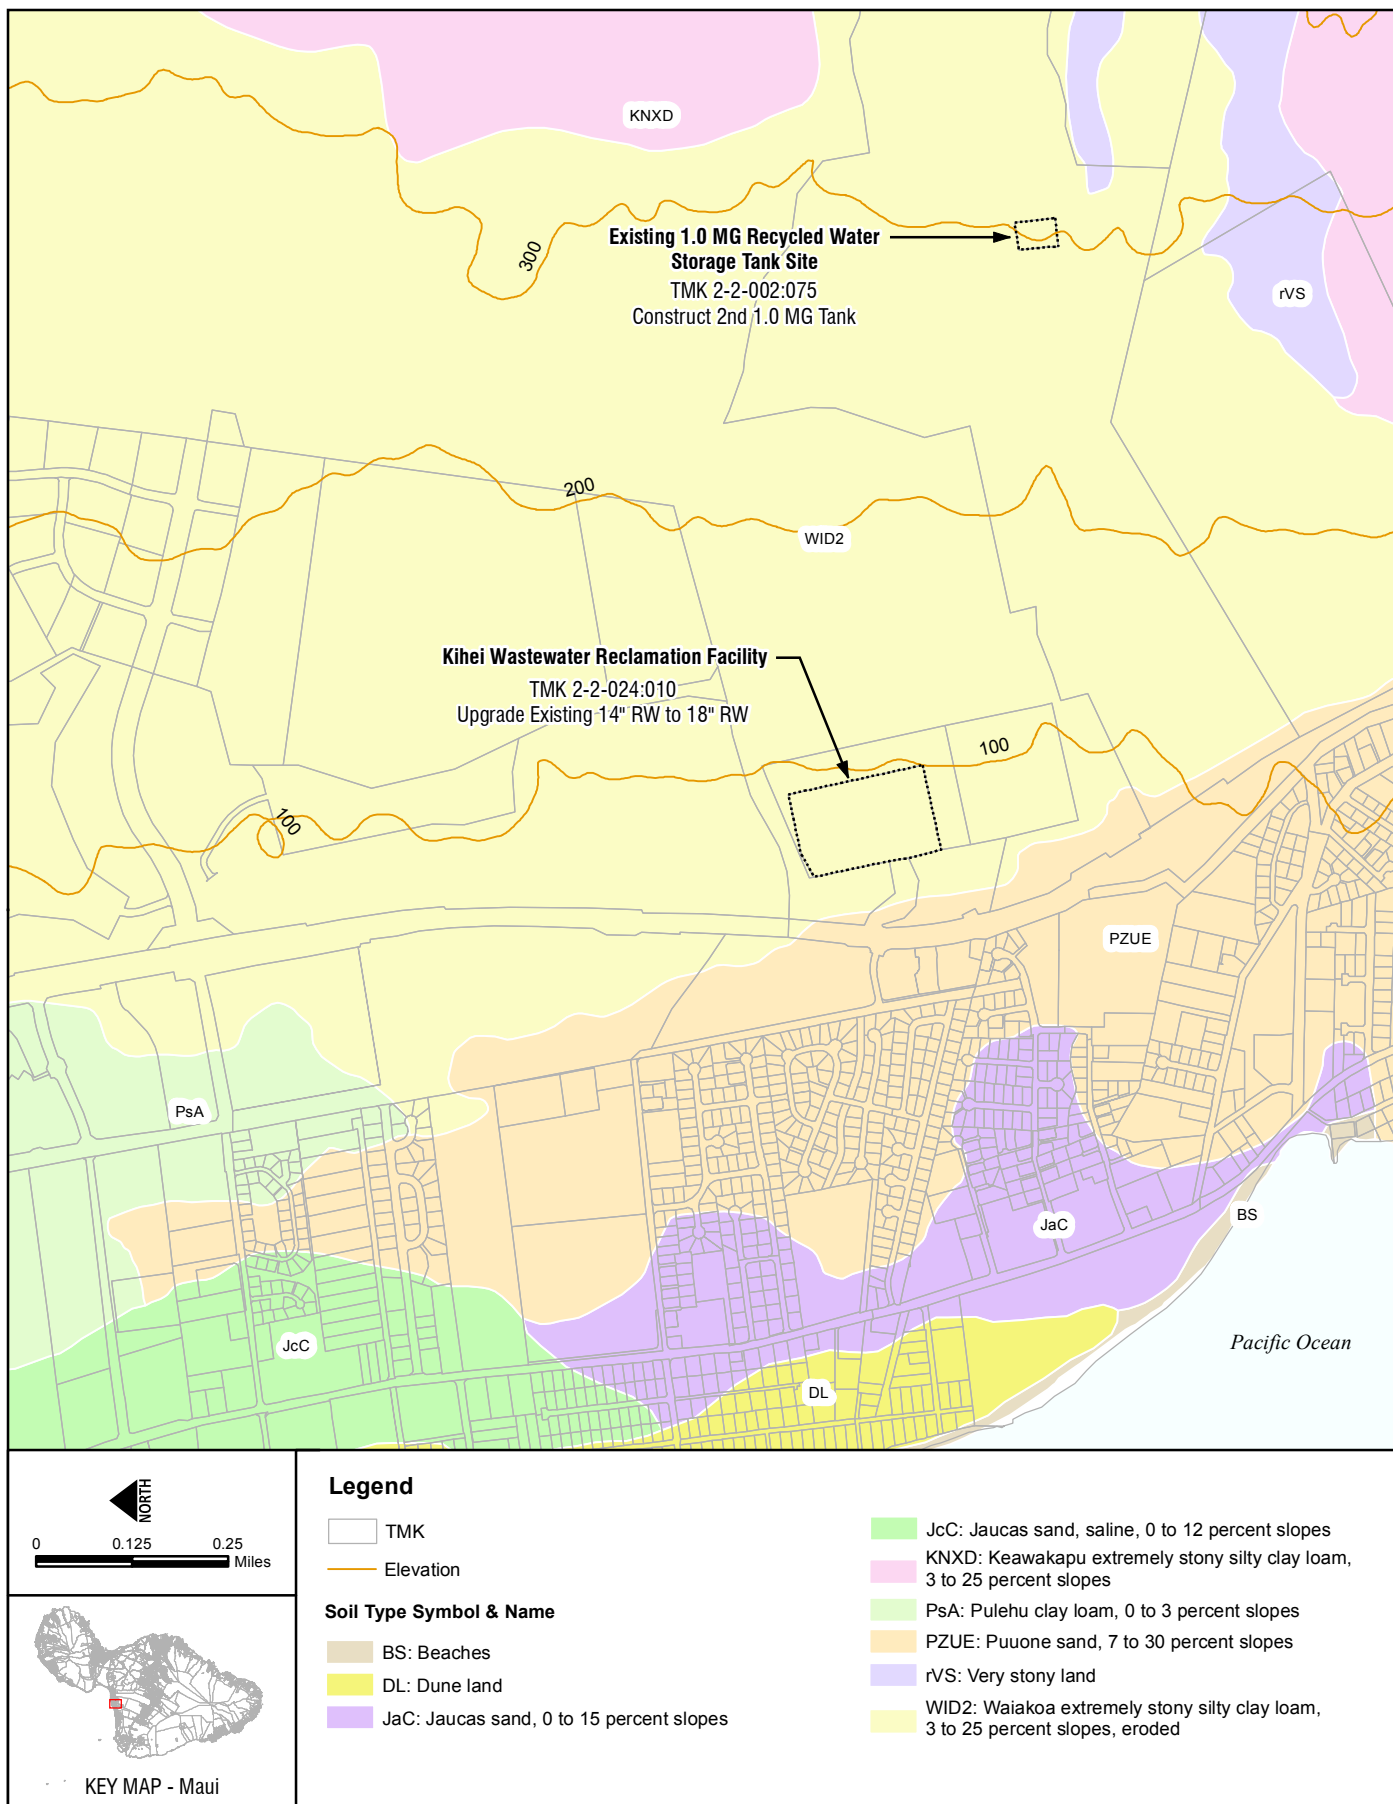 KNXD
Existing 1.0 MG Recycled Water
Storage Tank Site
TMK 2-2-002:075
Construct 2nd 1.0 MG Tank
300
rVS
200
WID2
Kihei Wastewater Reclamation Facility
TMK 2-2-024:010
Upgrade Existing 14" RW to 18" RW
100
100
PZUE
PsA
BS
JaC
JcC
Pacific Ocean
DL
NORTH
0 0.125 0.25
Miles
KEY MAP - Maui
Legend
TMK
Elevation
Soil Type Symbol & Name
BS: Beaches
DL: Dune land
JaC: Jaucas sand, 0 to 15 percent slopes
JcC: Jaucas sand, saline, 0 to 12 percent slopes
KNXD: Keawakapu extremely stony silty clay loam,
3 to 25 percent slopes
PsA: Pulehu clay loam, 0 to 3 percent slopes
PZUE: Puuone sand, 7 to 30 percent slopes
rVS: Very stony land
WID2: Waiakoa extremely stony silty clay loam,
3 to 25 percent slopes, eroded